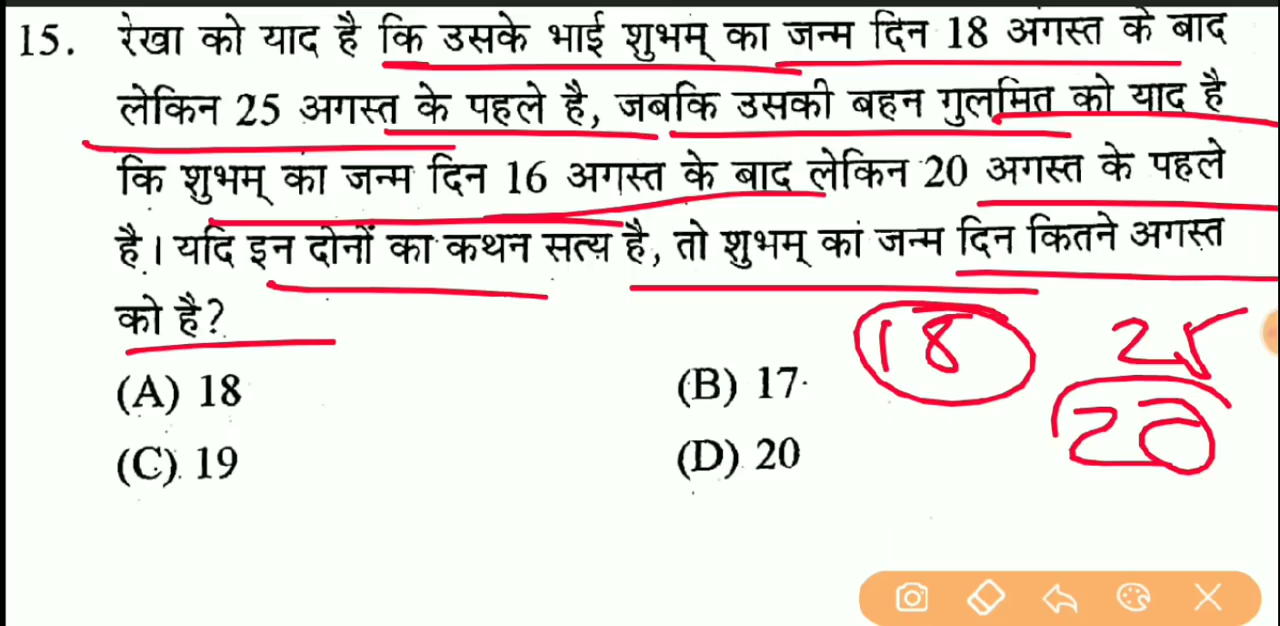 15. रेखा को याद है कि उसके भाई शुभम् का जन्म दिन 18 अगस्त के बाद
लेकिन 25 अगस्त के पहले है, जबकि उसकी बहन गुलमित को याद है
कि शुभम् का जन्म दिन 16 अगस्त के बाद लेकिन 20 अगस्त के पहले
है। यदि इन दोनों का कथन सत्य है, तो शुभम् का जन्म दिन कितने अगस्त
को है?
18 25
(A) 18 (B) 17
20
(C) 19 (D) 20